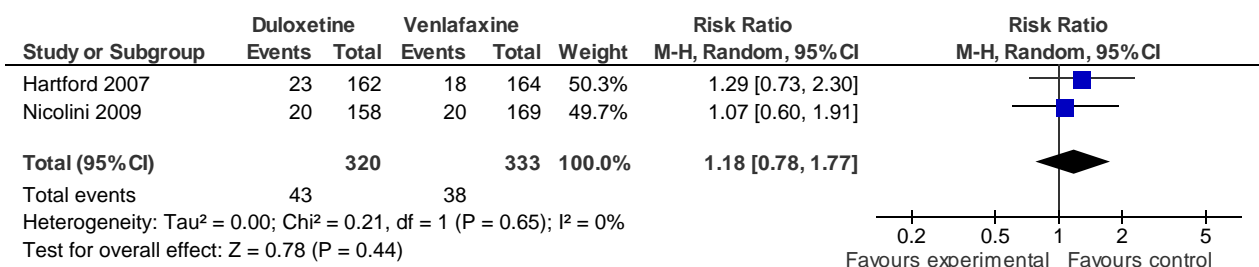 Duloxetine Venlafaxine Risk Ratio Risk Ratio
Study or Subgroup Events Total Events Total Weight M-H, Random, 95% CI M-H, Random, 95% CI
Hartford 2007 23 162 18 164 50.3% 1.29 [0.73, 2.30]
Nicolini 2009 20 158 20 169 49.7% 1.07 [0.60, 1.91]
Total (95% CI) 320 333 100.0% 1.18 [0.78, 1.77]
Total events 43 38
Heterogeneity: Tau² = 0.00; Chi² = 0.21, df = 1 (P = 0.65); I² = 0%
Test for overall effect: Z = 0.78 (P = 0.44)
0.2 0.5 1 2 5
Favours experimental Favours control